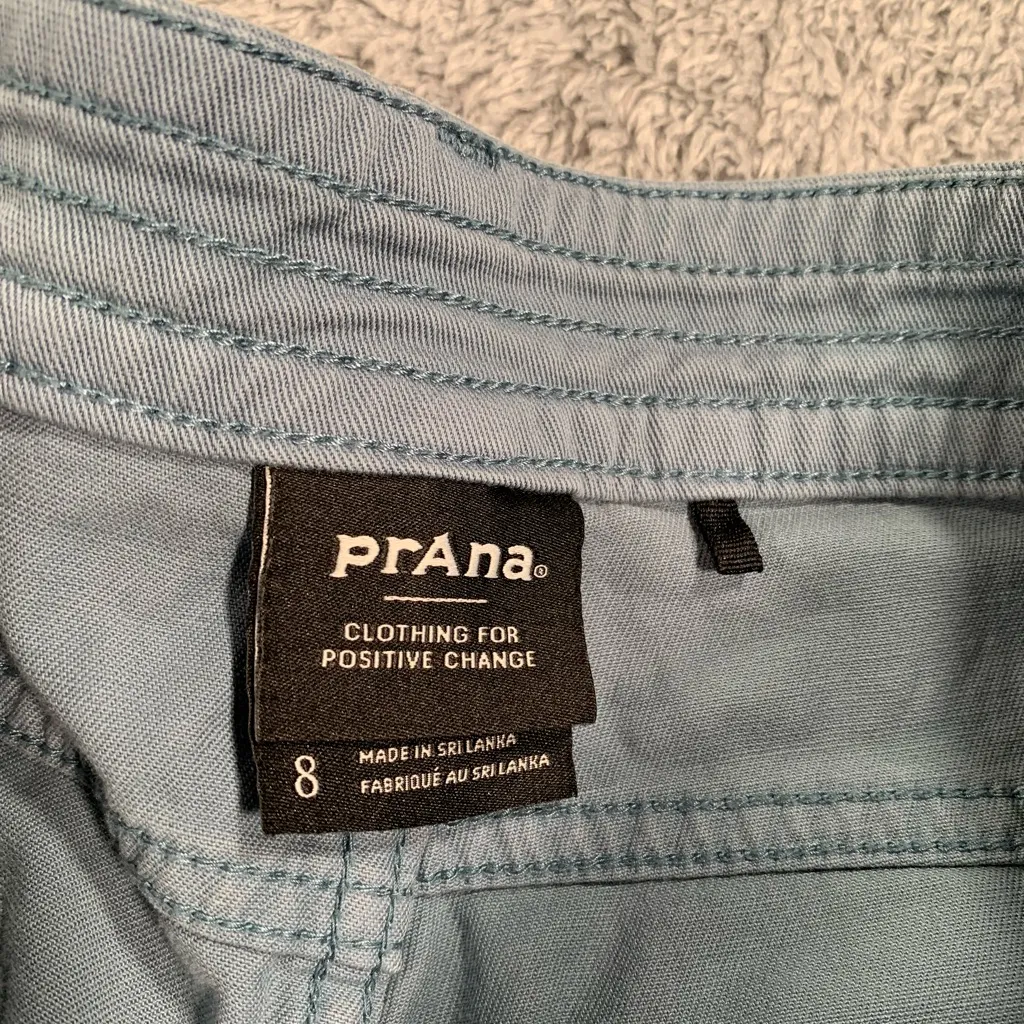 prAna®
CLOTHING FOR
POSITIVE CHANGE
8
MADE IN SRI LANKA
FABRIQUÉ AU SRI LANKA